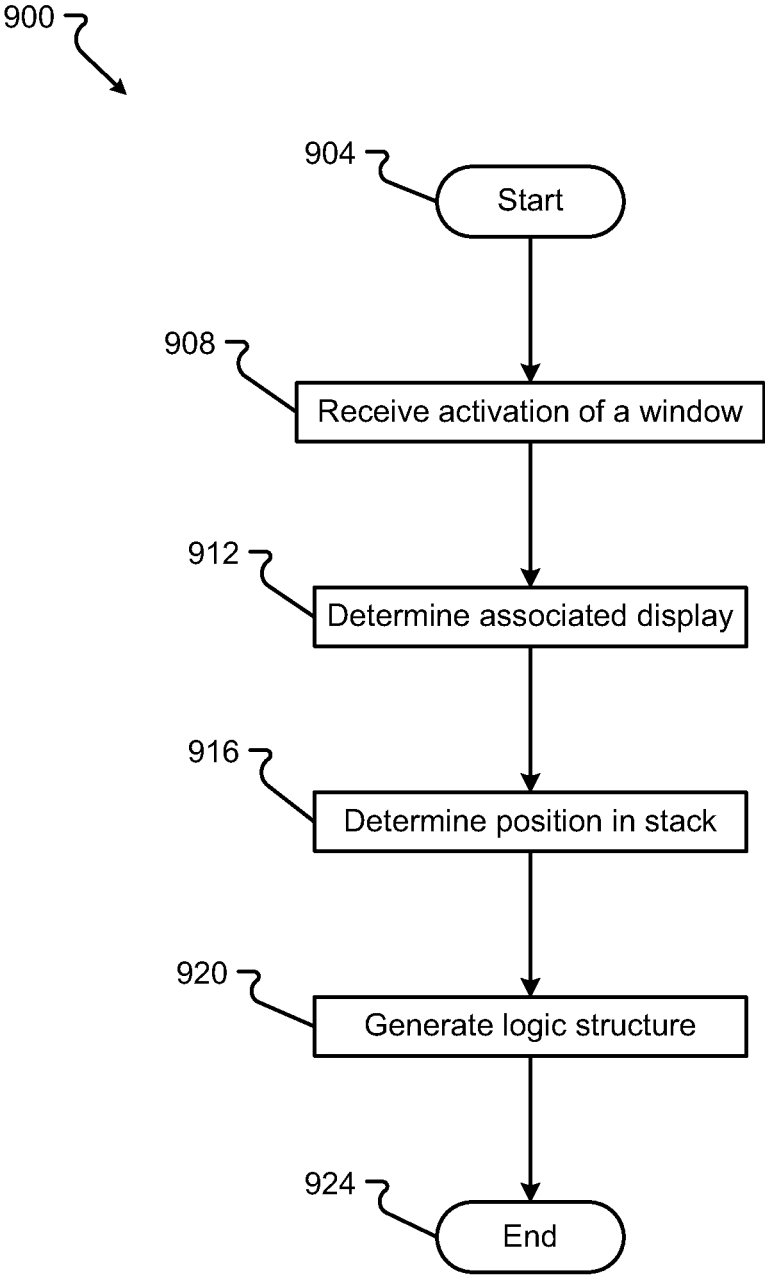 900
904
Start
908
Receive activation of a window
912
Determine associated display
916
Determine position in stack
920
Generate logic structure
924
End